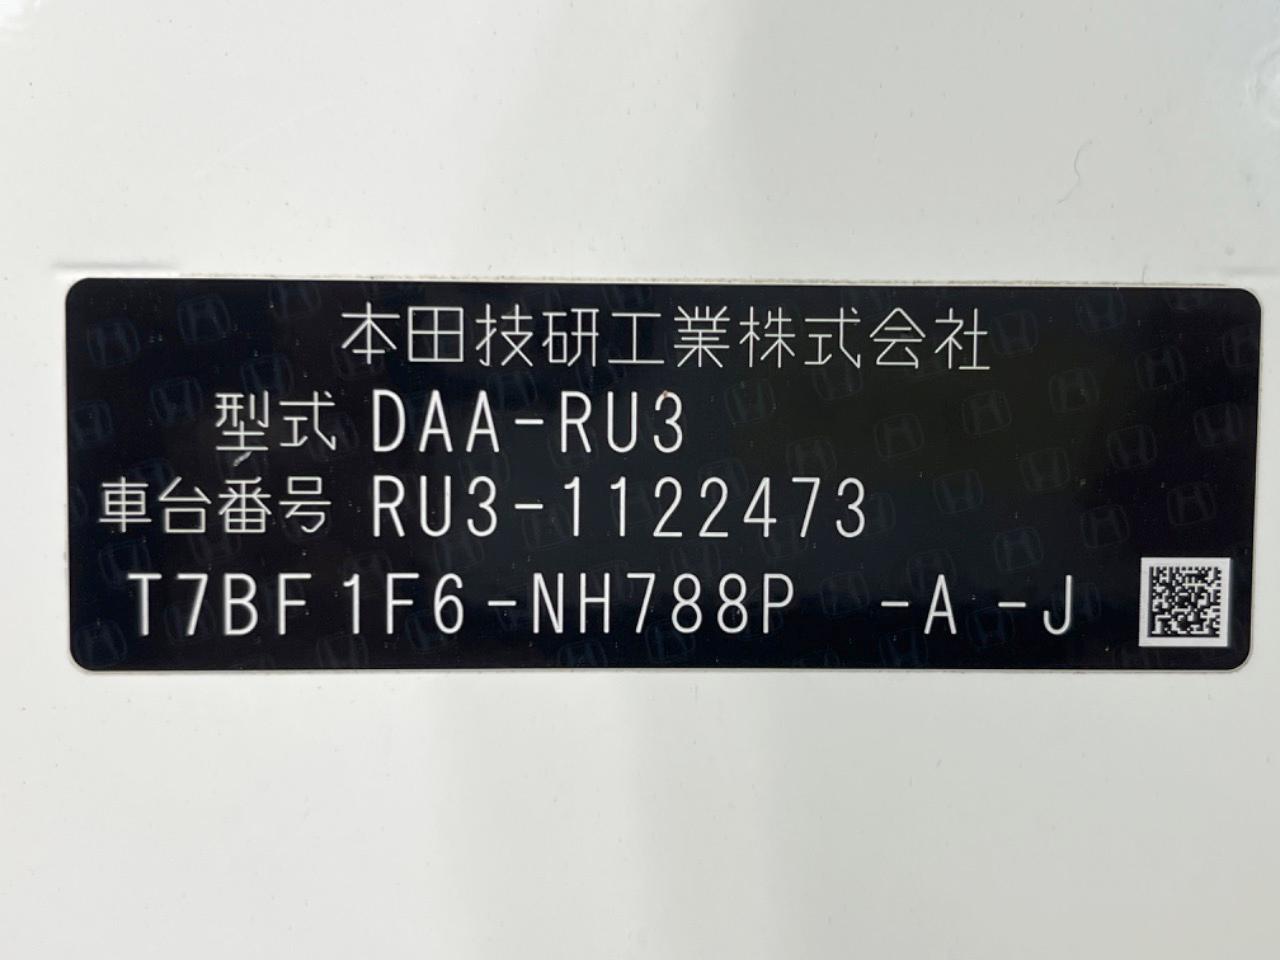 本田技研工業株式会社
型式 DAA-RU3
車台番号 RU3-1122473
T7BF1F6-NH788P -A -J